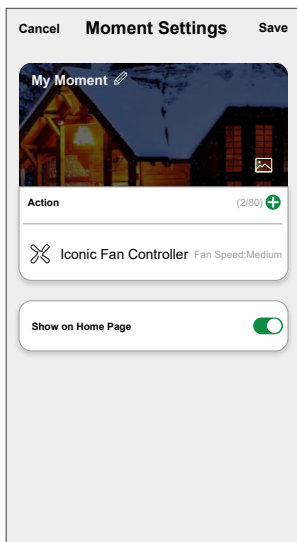 Cancel Moment Settings Save
My Moment
Action (2/80)
Iconic Fan Controller Fan Speed:Medium
Show on Home Page